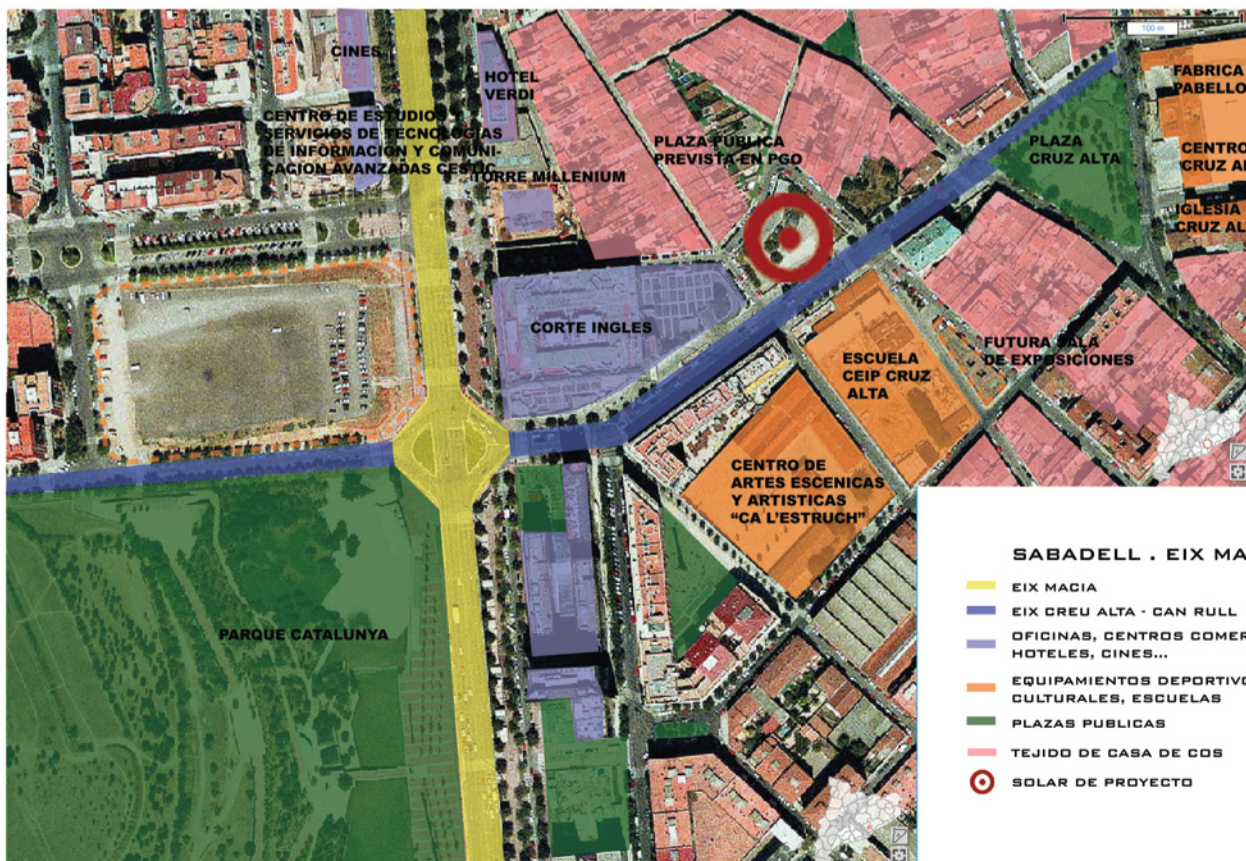 100 m
CINES
HOTEL
VERDI
CENTRO DE ESTUDIOS Y
SERVICIOS DE TECNOLOGIAS
DE INFORMACION Y COMUNI-
CACION AVANZADAS CESTIC
TORRE MILLENIUM
PLAZA PUBLICA
PREVISTA EN PGO
PLAZA
CRUZ ALTA
FABRICA
PABELLO
CENTRO
CRUZ AL
IGLESIA
CRUZ AL
CORTE INGLES
ESCUELA
CEIP CRUZ
ALTA
FUTURA SALA
DE EXPOSICIONES
CENTRO DE
ARTES ESCENICAS
Y ARTISTICAS
“CA L’ESTRUCH”
PARQUE CATALUNYA
SABADELL . EIX MA
EIX MACIA
EIX CREU ALTA - CAN RULL
OFICINAS, CENTROS COMER
HOTELES, CINES...
EQUIPAMIENTOS DEPORTIVO
CULTURALES, ESCUELAS
PLAZAS PUBLICAS
TEJIDO DE CASA DE COS
SOLAR DE PROYECTO